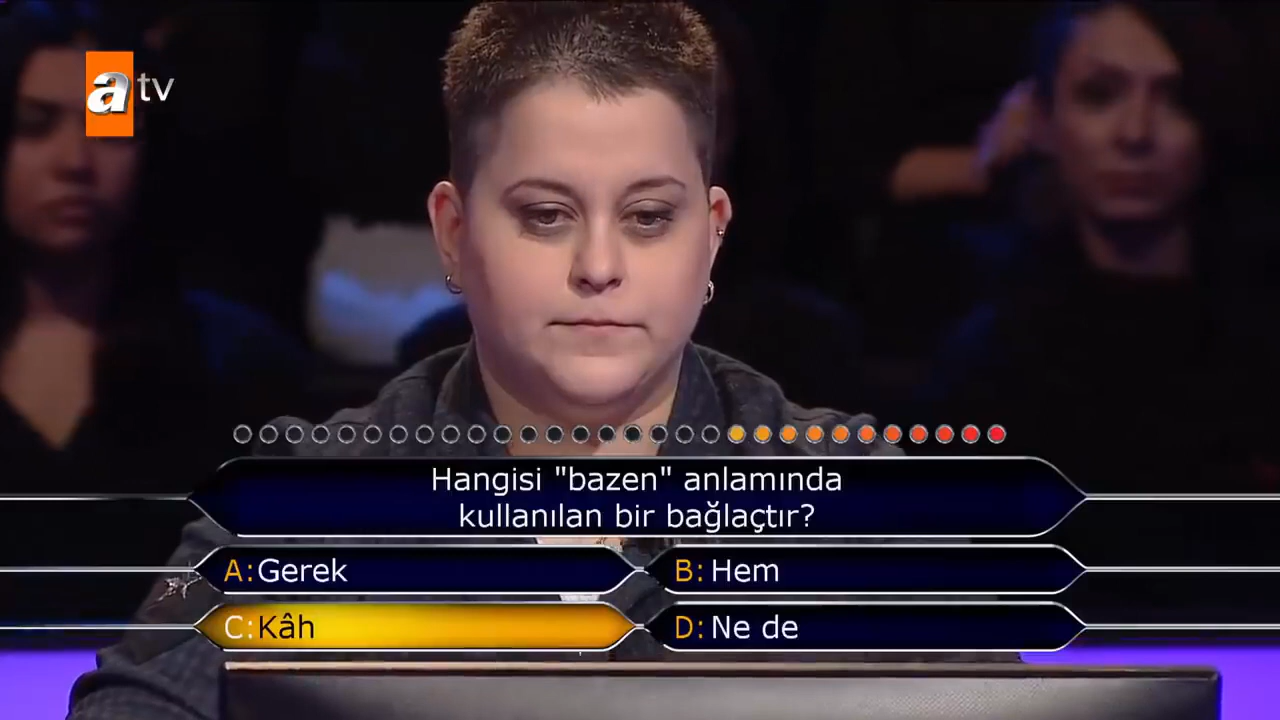 atv
Hangisi "bazen" anlamında
kullanılan bir bağlaçtır?
A: Gerek
B: Hem
C: Kâh
D: Ne de